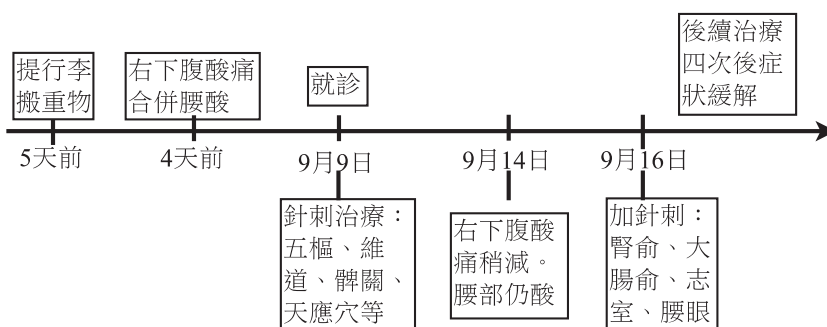 提行李
搬重物
右下腹酸痛
合併腰酸
就診
後續治療
四次後症
狀緩解
5天前
4天前
9月9日
9月14日
9月16日
針刺治療：
五樞、維
道、髀關、
天應穴等
右下腹酸
痛稍減。
腰部仍酸
加針刺：
腎俞、大
腸俞、志
室、腰眼